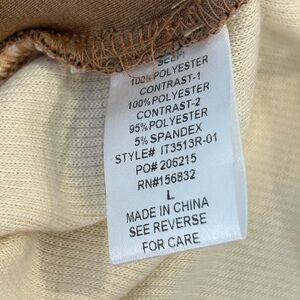 100% POLYESTER
CONTRAST-1
100% POLYESTER
CONTRAST-2
95% POLYESTER
5% SPANDEX
STYLE# IT3513R-01
PO# 206215
RN#156832
L
MADE IN CHINA
SEE REVERSE
FOR CARE